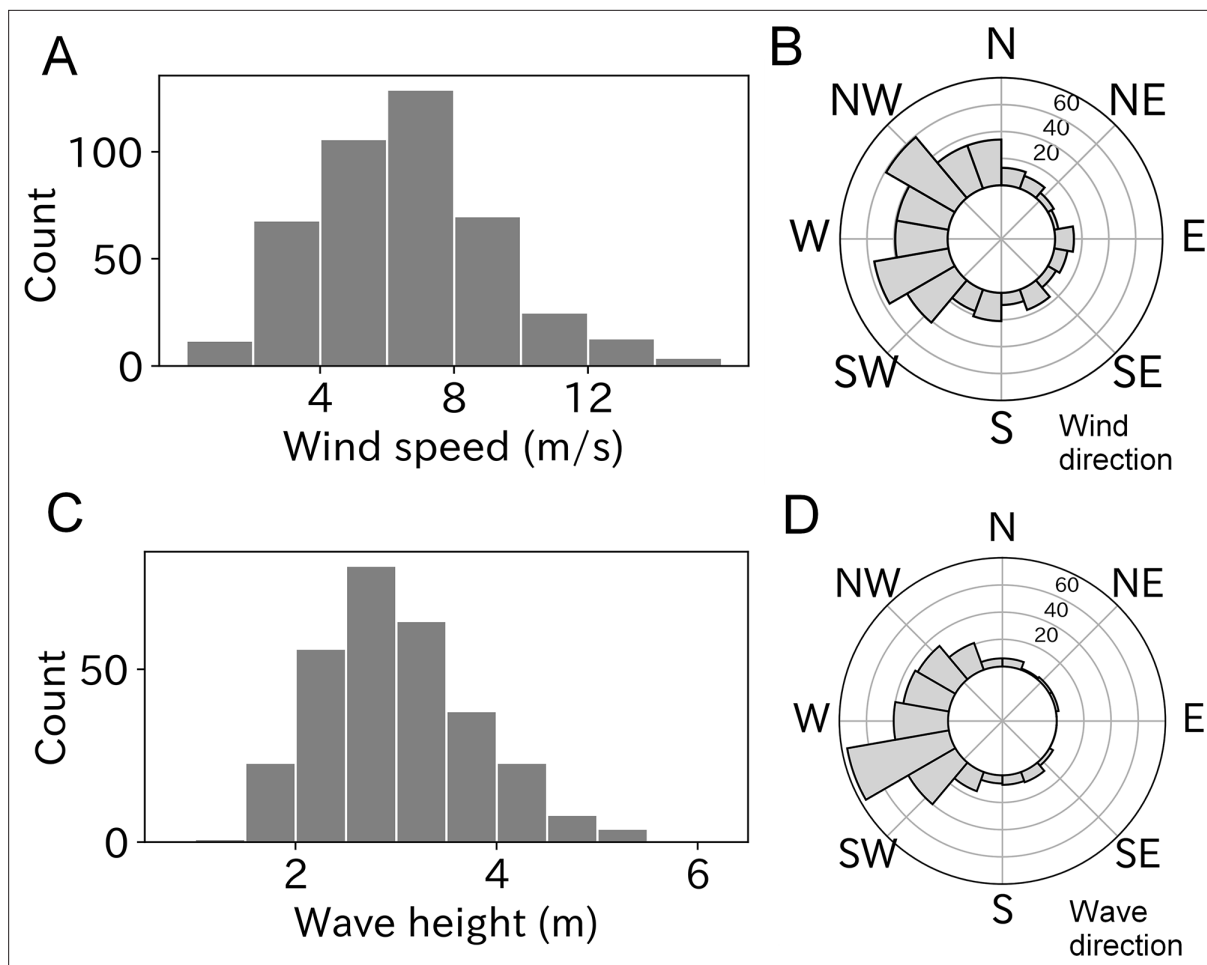 A
Count
100
50
0
4 8 12
Wind speed (m/s)
B
N
NW NE
60
40
20
W E
SW SE
S
Wind
direction
C
Count
50
0
2 4 6
Wave height (m)
D
N
NW NE
60
40
20
W E
SW SE
S
Wave
direction